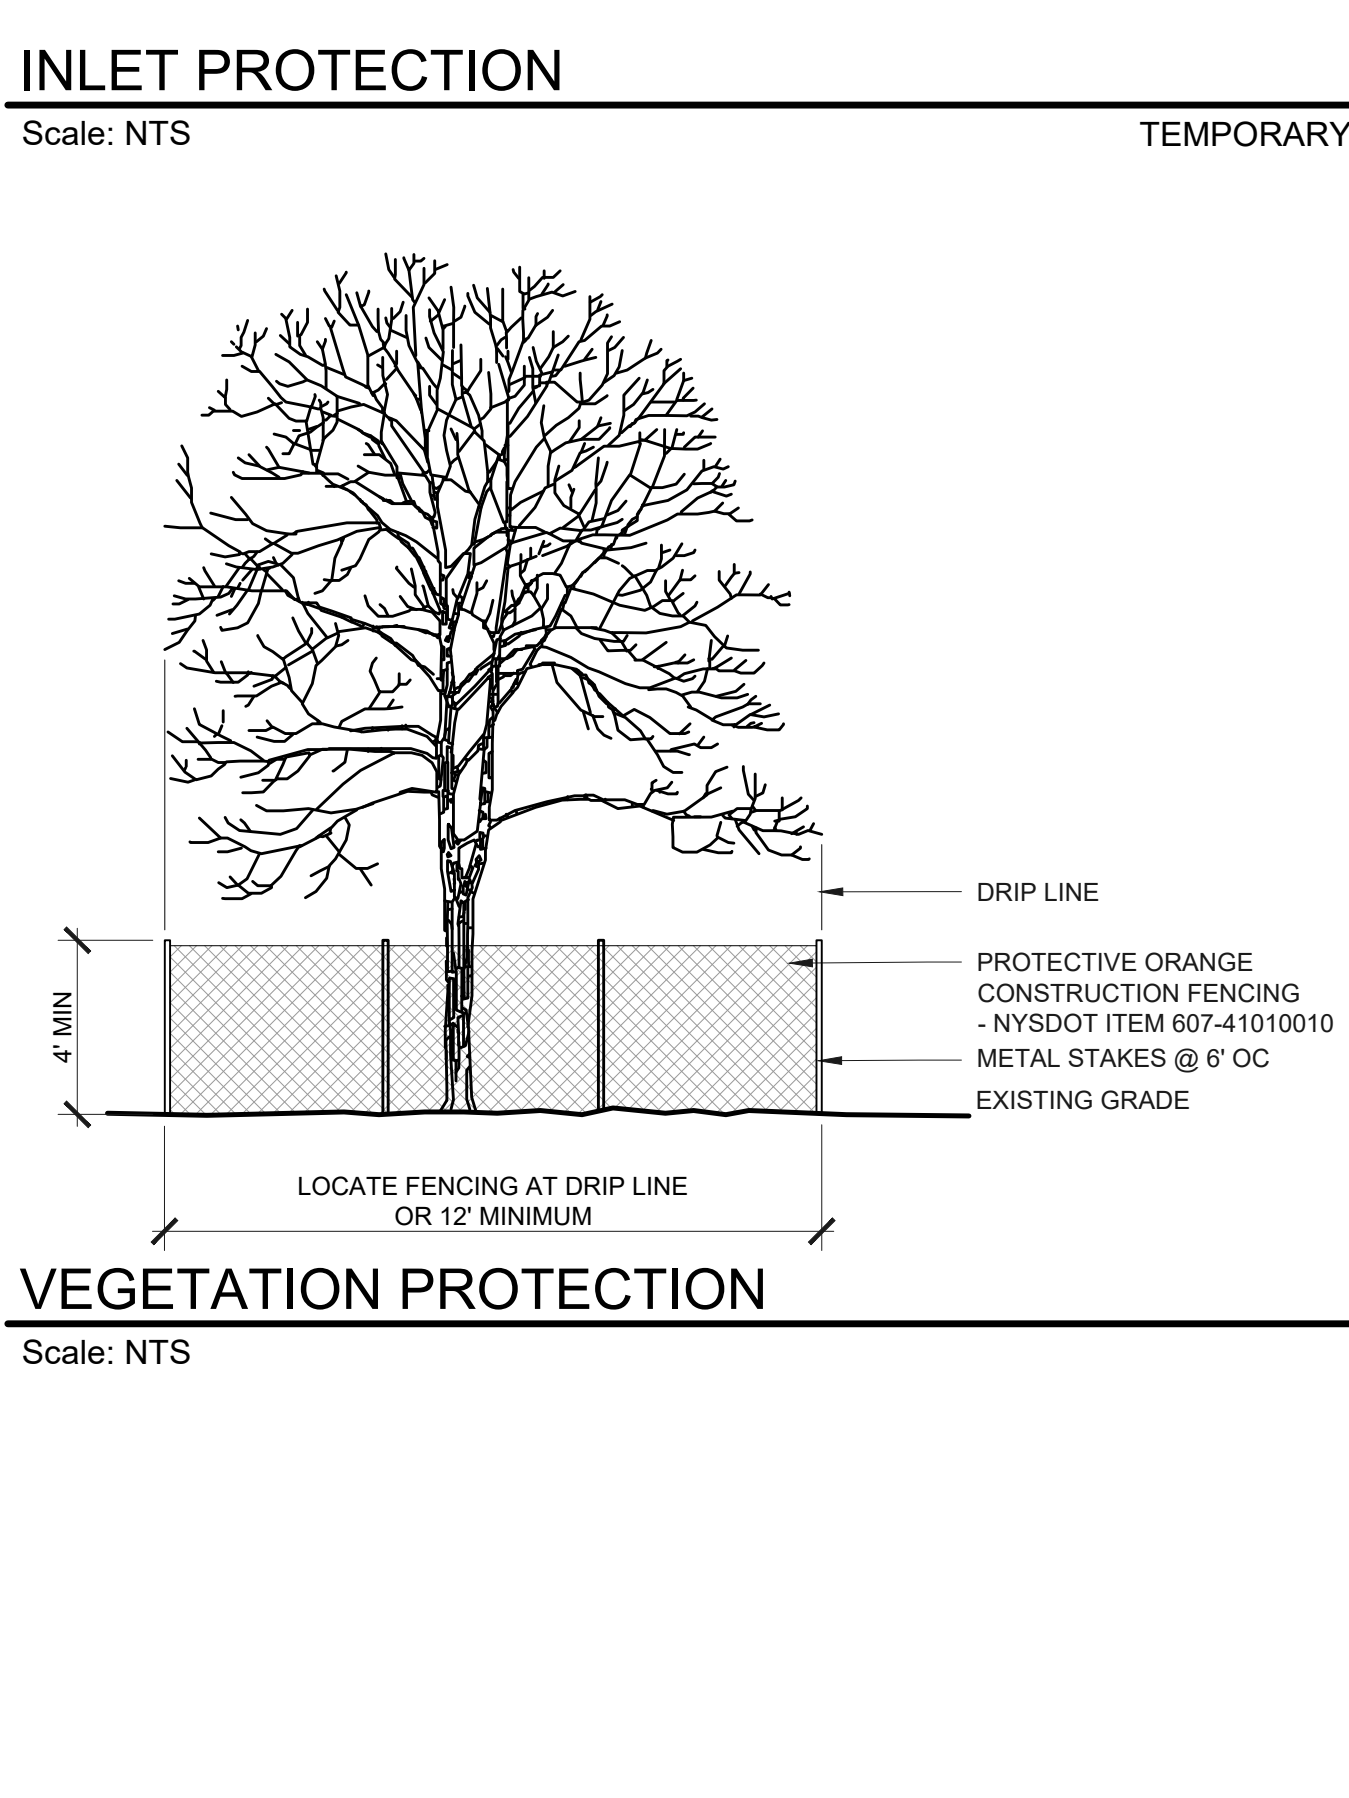 INLET PROTECTION
Scale: NTS
TEMPORARY
DRIP LINE
PROTECTIVE ORANGE
CONSTRUCTION FENCING
- NYSDOT ITEM 607-41010010
METAL STAKES @ 6' OC
EXISTING GRADE
4' MIN
LOCATE FENCING AT DRIP LINE
OR 12' MINIMUM
VEGETATION PROTECTION
Scale: NTS